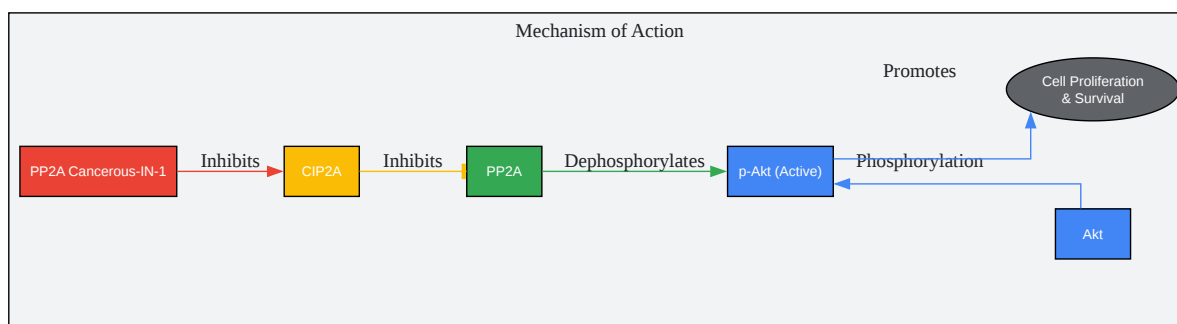 Mechanism of Action
Promotes
Cell Proliferation
& Survival
PP2A Cancerous-IN-1
Inhibits
CIP2A
Inhibits
PP2A
Dephosphorylates
p-Akt (Active)
Phosphorylation
Akt